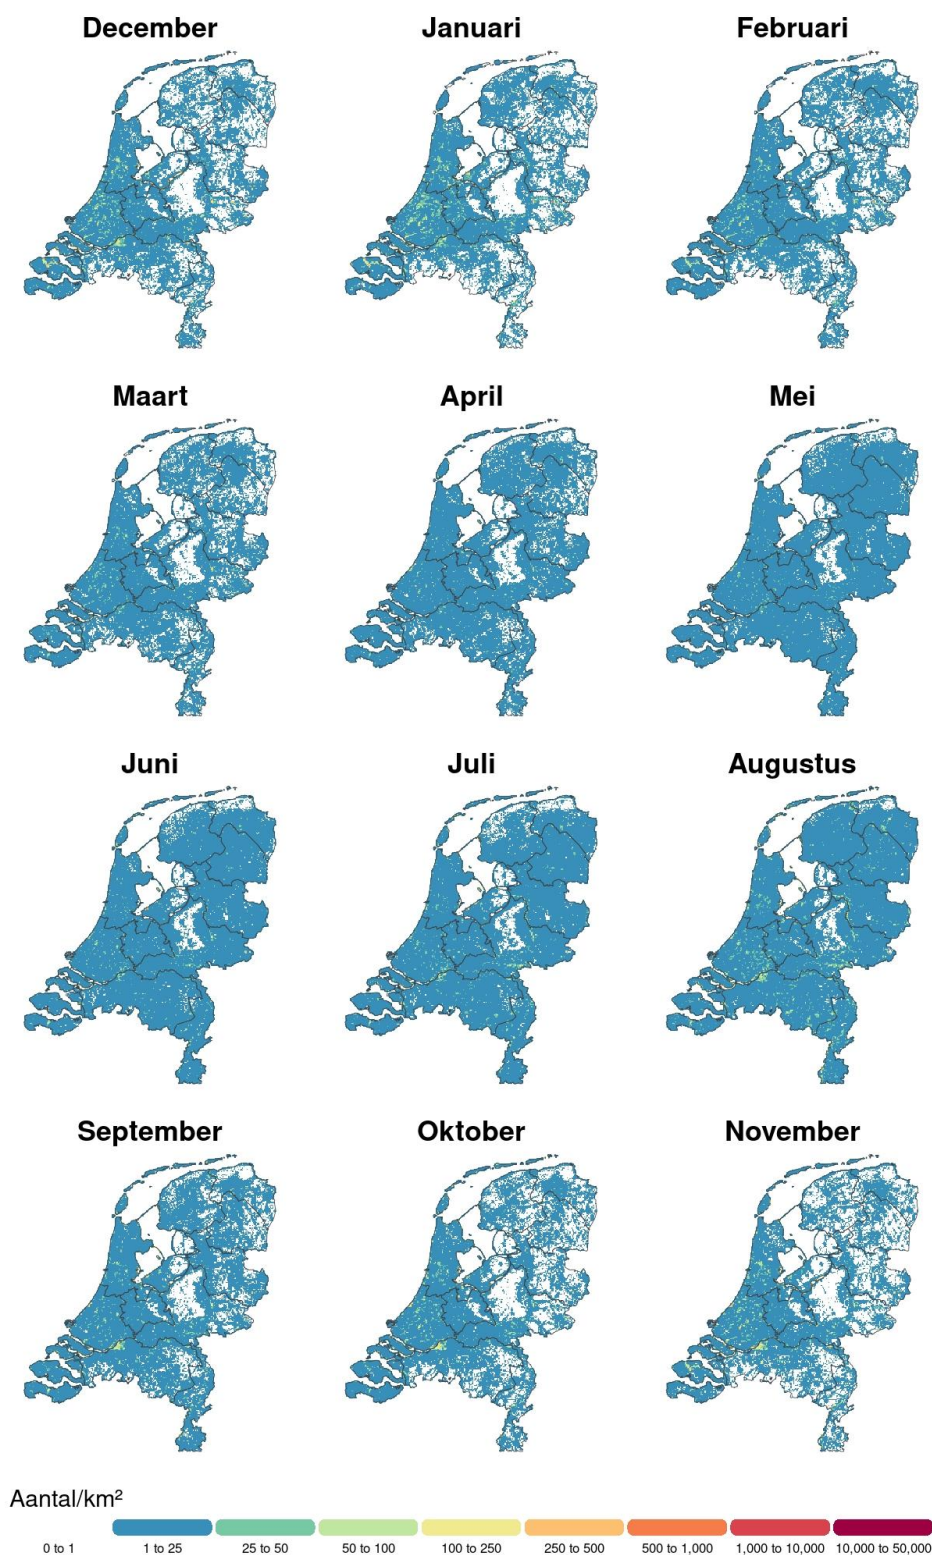 December Januari Februari
Maart April Mei
Juni Juli Augustus
September Oktober November
Aantal/km²
0 to 1 1 to 25 25 to 50 50 to 100 100 to 250 250 to 500 500 to 1,000 1,000 to 10,000 10,000 to 50,000